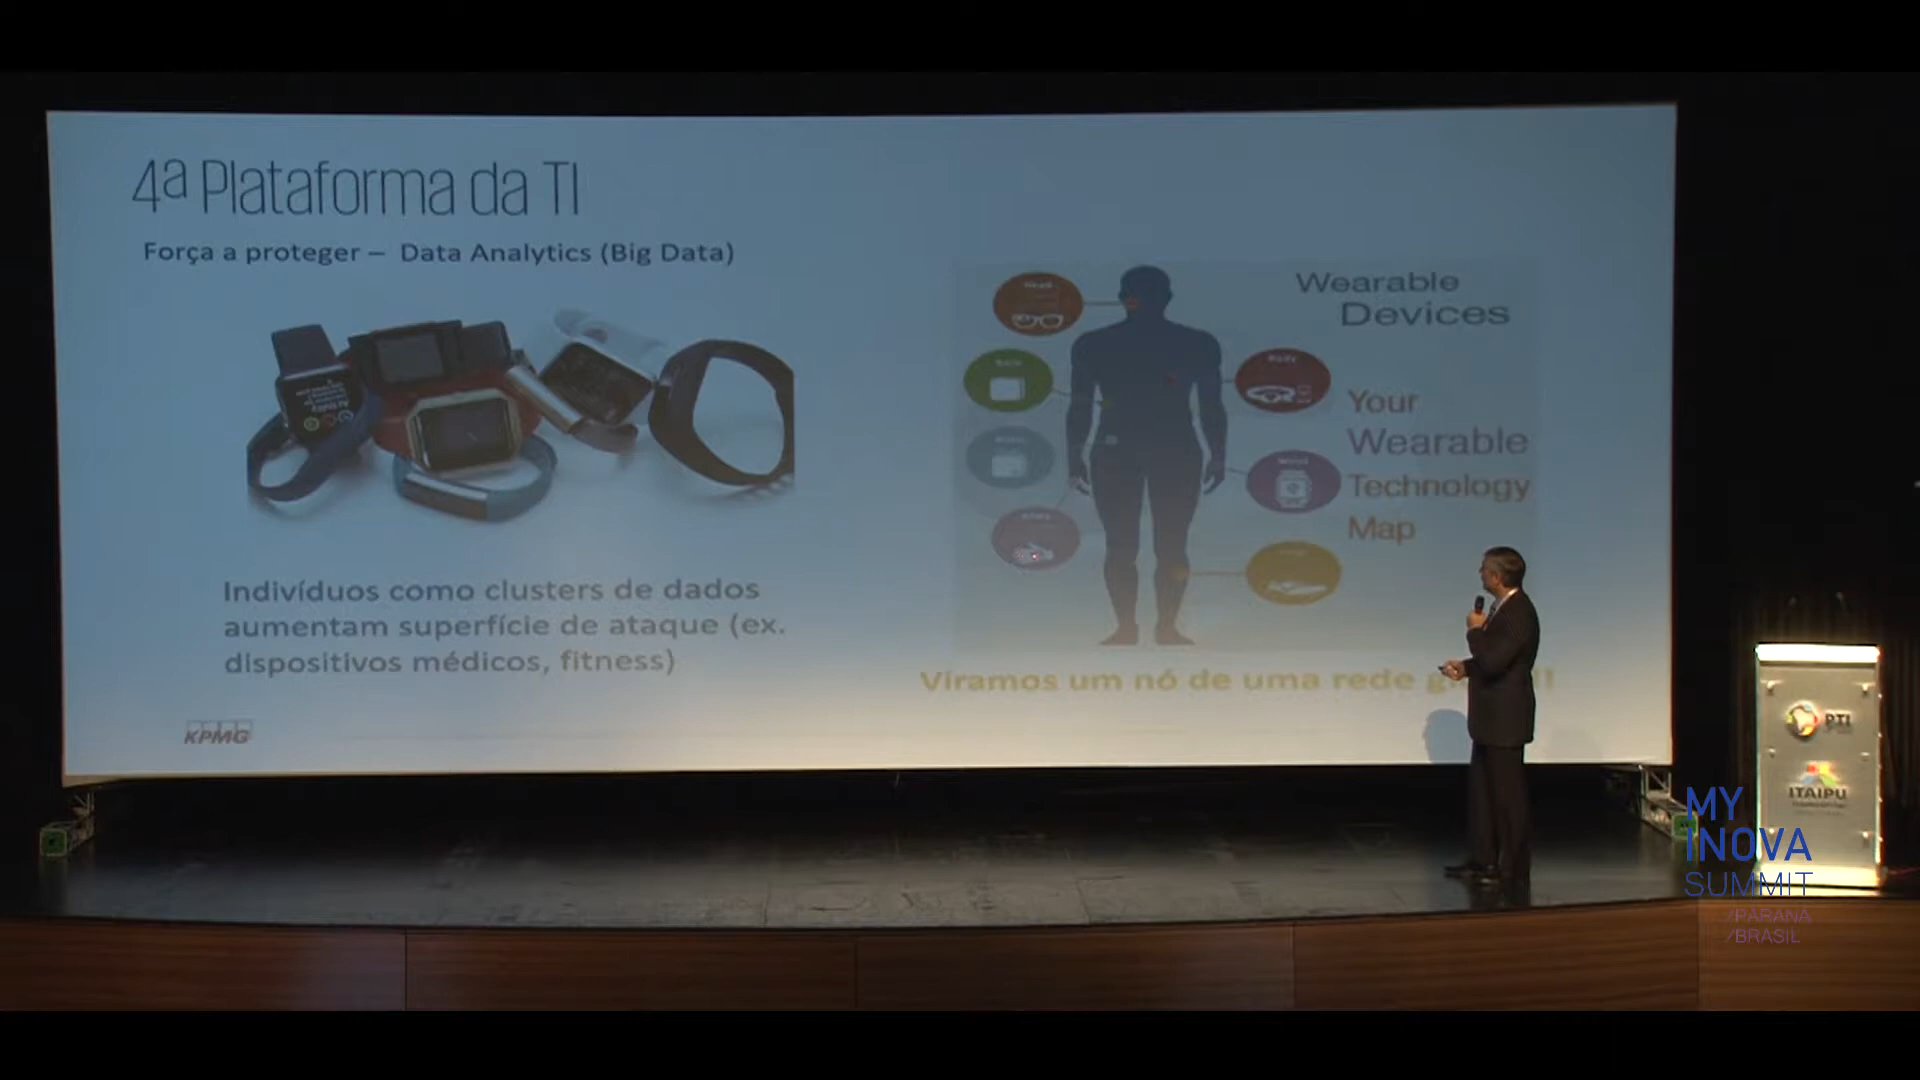 4ª Plataforma da TI
Força a proteger – Data Analytics (Big Data)
Wearable
Devices
Your
Wearable
Technology
Map
Indivíduos como clusters de dados
aumentam superfície de ataque (ex.
dispositivos médicos, fitness)
Viramos um nó de uma rede
KPMG
PTI
ITAIPU
MY
INOVA
SUMMIT
/PARANÁ
/BRASIL